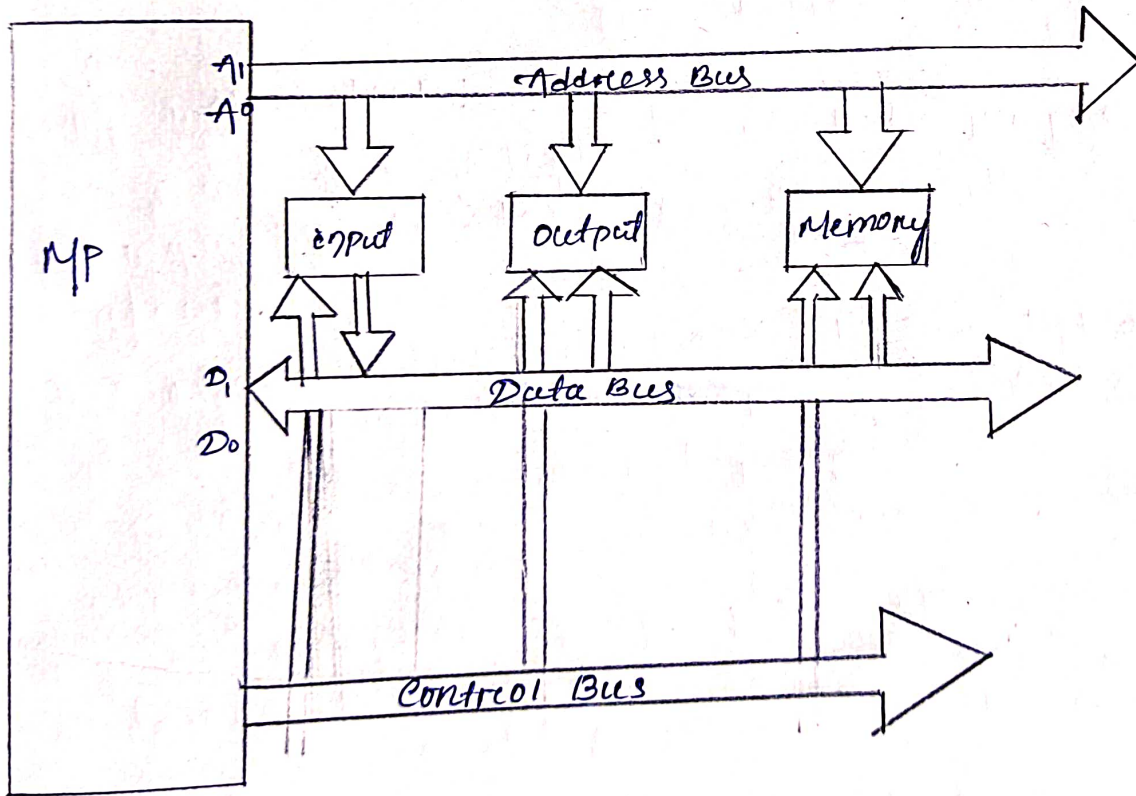 A1
Address Bus
A0
input
output
Memory
MP
D1
Data Bus
D0
Control Bus